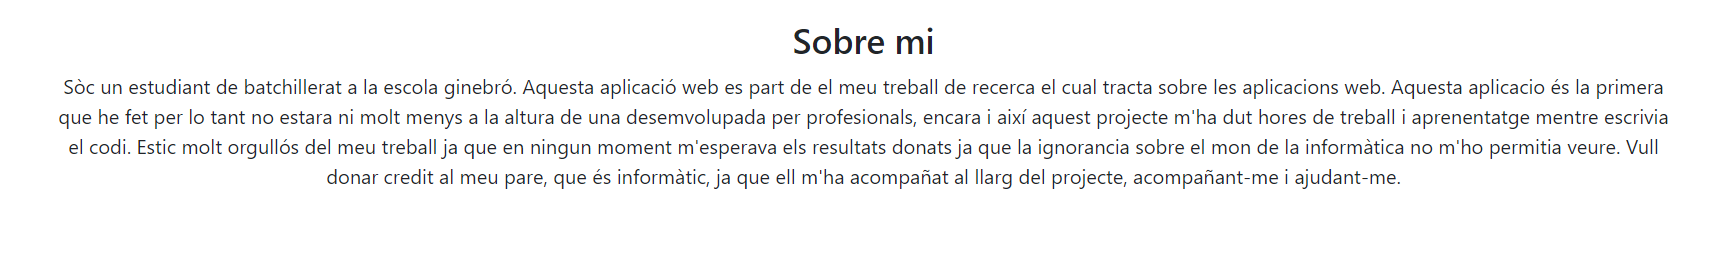 Sobre mi
Sòc un estudiant de batchillerat a la escola ginebró. Aquesta aplicació web es part de el meu treball de recerca el cual tracta sobre les aplicacions web. Aquesta aplicacio és la primera
que he fet per lo tant no estara ni molt menys a la altura de una desemvolupada per profesionals, encara i així aquest projecte m'ha dut hores de treball i aprenentatge mentre escrivia
el codi. Estic molt orgullós del meu treball ja que en ningun moment m'esperava els resultats donats ja que la ignorancia sobre el mon de la informàtica no m'ho permitia veure. Vull
donar credit al meu pare, que és informàtic, ja que ell m'ha acompañat al llarg del projecte, acompañant-me i ajudant-me.